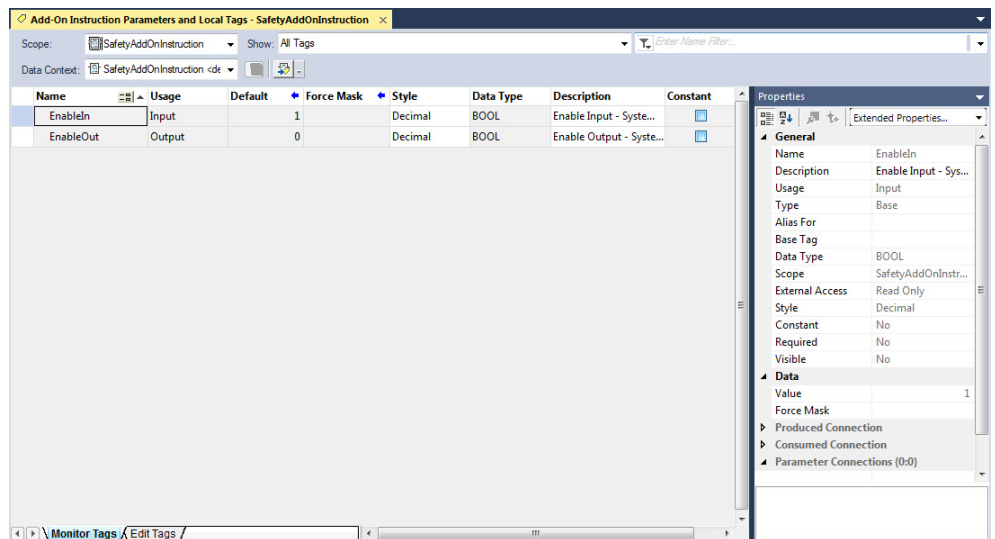 Add-On Instruction Parameters and Local Tags - SafetyAddOnInstruction
Scope: SafetyAddOnInstruction Show: All Tags Enter Name Filter...
Data Context: SafetyAddOnInstruction <de
Name Usage Default Force Mask Style Data Type Description Constant
EnableIn Input 1 Decimal BOOL Enable Input - Syste...
EnableOut Output 0 Decimal BOOL Enable Output - Syste...
Monitor Tags Edit Tags
Properties
Extended Properties...
General
Name EnableIn
Description Enable Input - Sys...
Usage Input
Type Base
Alias For
Base Tag
Data Type BOOL
Scope SafetyAddOnInstr...
External Access Read Only
Style Decimal
Constant No
Required No
Visible No
Data
Value 1
Force Mask
Produced Connection
Consumed Connection
Parameter Connections {0:0}